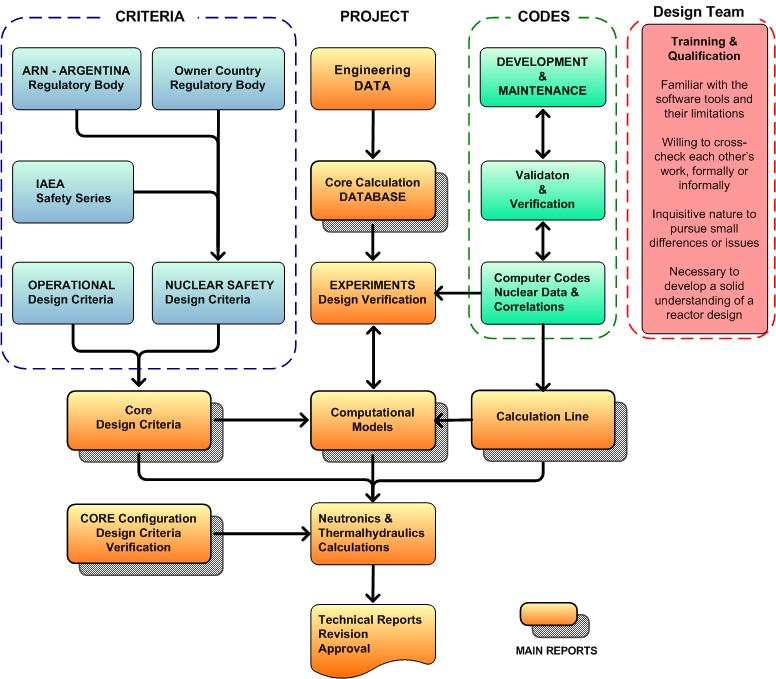 CRITERIA
ARN - ARGENTINA
Regulatory Body
Owner Country
Regulatory Body
IAEA
Safety Series
OPERATIONAL
Design Criteria
NUCLEAR SAFETY
Design Criteria
PROJECT
Engineering
DATA
Core Calculation
DATABASE
EXPERIMENTS
Design Verification
CODES
DEVELOPMENT
&
MAINTENANCE
Validaton
&
Verification
Computer Codes
Nuclear Data &
Correlations
Design Team
Trainning &
Qualification
Familiar with the
software tools and
their limitations
Willing to cross-
check each other`s
work, formally or
informally
Inquisitive nature to
pursue small
differences or issues
Necessary to
develop a solid
understanding of a
reactor design
Core
Design Criteria
Computational
Models
Calculation Line
CORE Configuration
Design Criteria
Verification
Neutronics &
Thermalhydraulics
Calculations
Technical Reports
Revision
Approval
MAIN REPORTS